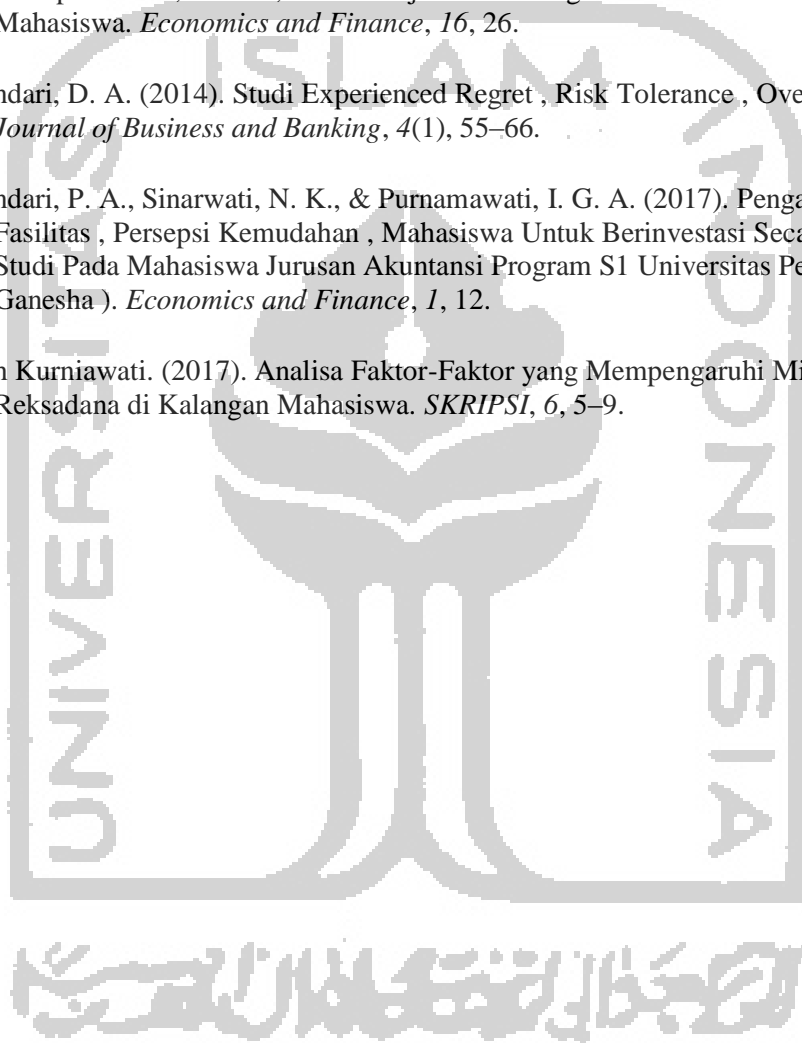 Mahasiswa. Economics and Finance, 16, 26.
ndari, D. A. (2014). Studi Experienced Regret , Risk Tolerance , Ove
Journal of Business and Banking, 4(1), 55–66.
ndari, P. A., Sinarwati, N. K., & Purnamawati, I. G. A. (2017). Penga
Fasilitas , Persepsi Kemudahan , Mahasiswa Untuk Berinvestasi Seca
Studi Pada Mahasiswa Jurusan Akuntansi Program S1 Universitas Pe
Ganesha ). Economics and Finance, 1, 12.
n Kurniawati. (2017). Analisa Faktor-Faktor yang Mempengaruhi Mi
Reksadana di Kalangan Mahasiswa. SKRIPSI, 6, 5–9.
UNIVERSITAS
ISLAM
INDONESIA